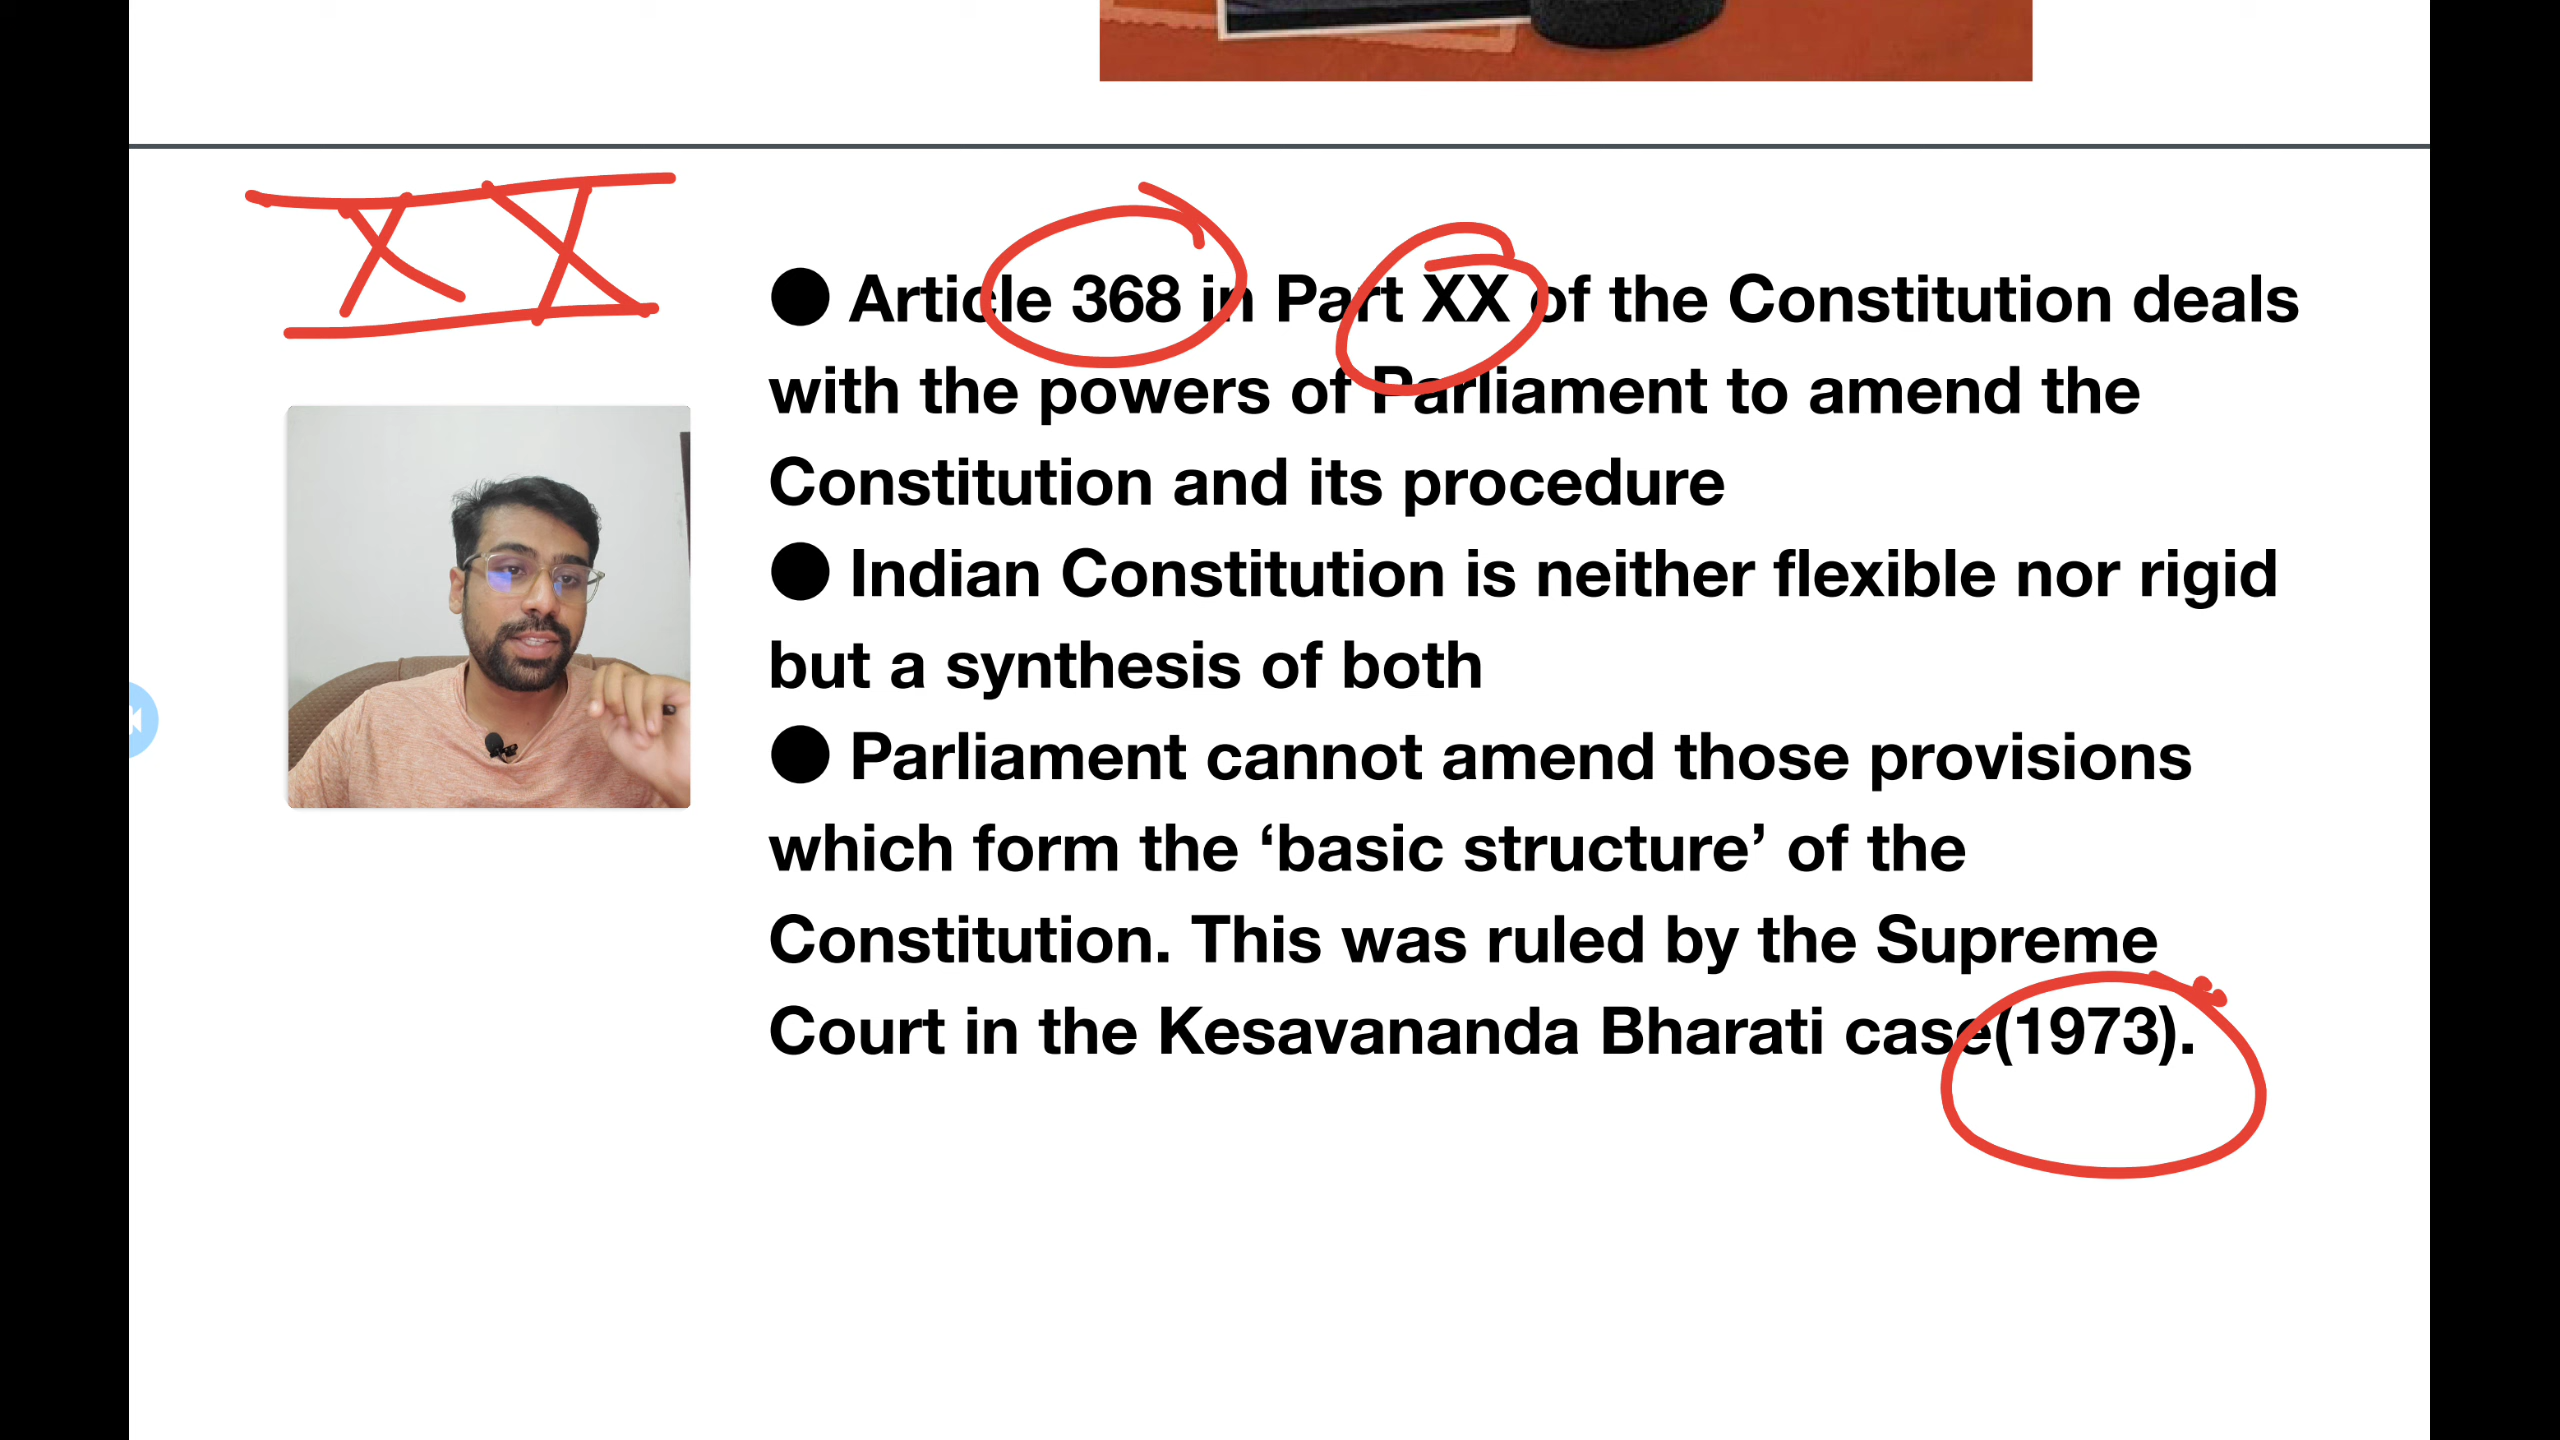 XX
● Article 368 in Part XX of the Constitution deals
with the powers of Parliament to amend the
Constitution and its procedure
● Indian Constitution is neither flexible nor rigid
but a synthesis of both
● Parliament cannot amend those provisions
which form the ‘basic structure’ of the
Constitution. This was ruled by the Supreme
Court in the Kesavananda Bharati case(1973).